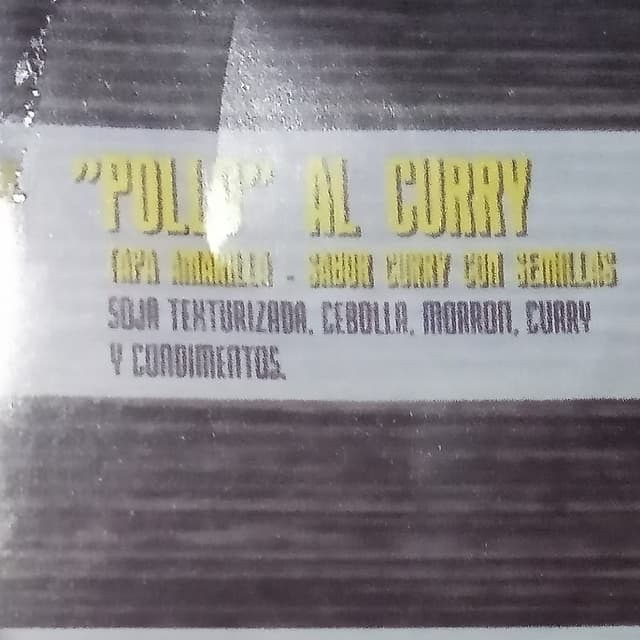 "POLLO" AL CURRY
TAPA AMARILLA - SABOR CURRY CON SEMILLAS
SOJA TEXTURIZADA, CEBOLLA, MORRON, CURRY
Y CONDIMENTOS.